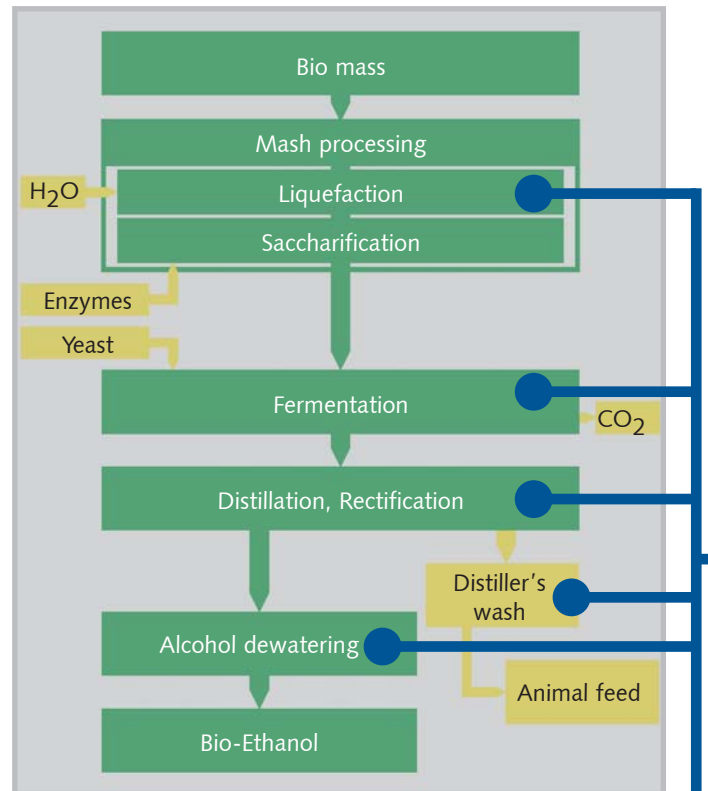 Bio mass
Mash processing
H₂O
Liquefaction
Saccharification
Enzymes
Yeast
Fermentation
CO₂
Distillation, Rectification
Distiller's
wash
Alcohol dewatering
Animal feed
Bio-Ethanol